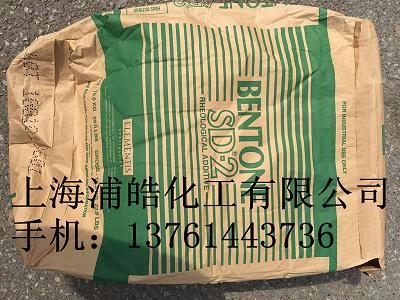 BENTONE
SD-2
RHEOLOGICAL ADDITIVE
ELEMENTIS
FOR INDUSTRIAL USE ONLY
上海浦皓化工有限公司
手机：13761443736